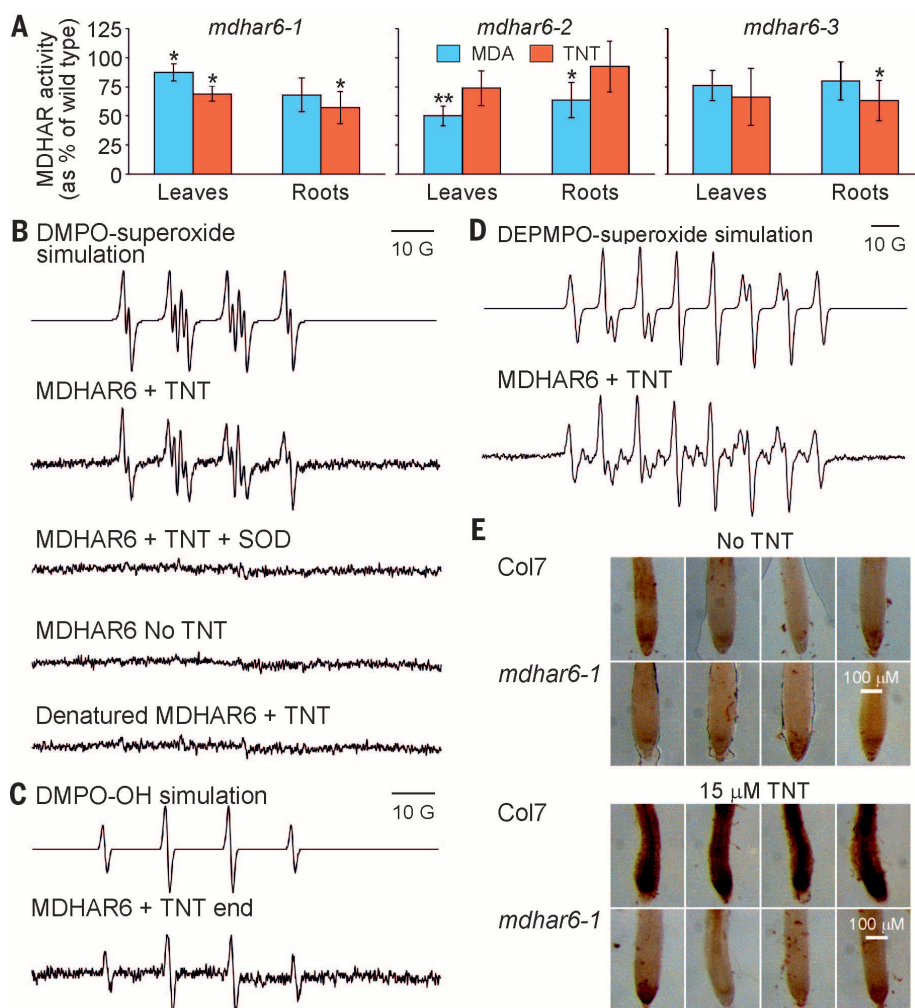 A
mdhar6-1
mdhar6-2
mdhar6-3
MDHAR activity
(as % of wild type)
125
100
75
50
25
0
* * *
** *
*
MDA TNT
Leaves Roots
Leaves Roots
Leaves Roots
B
DMPO-superoxide
simulation
10 G
MDHAR6 + TNT
MDHAR6 + TNT + SOD
MDHAR6 No TNT
Denatured MDHAR6 + TNT
C
DMPO-OH simulation
10 G
MDHAR6 + TNT end
D
DEPMPO-superoxide simulation
10 G
MDHAR6 + TNT
E
No TNT
Col7
mdhar6-1
100 μM
15 μM TNT
Col7
mdhar6-1
100 μM